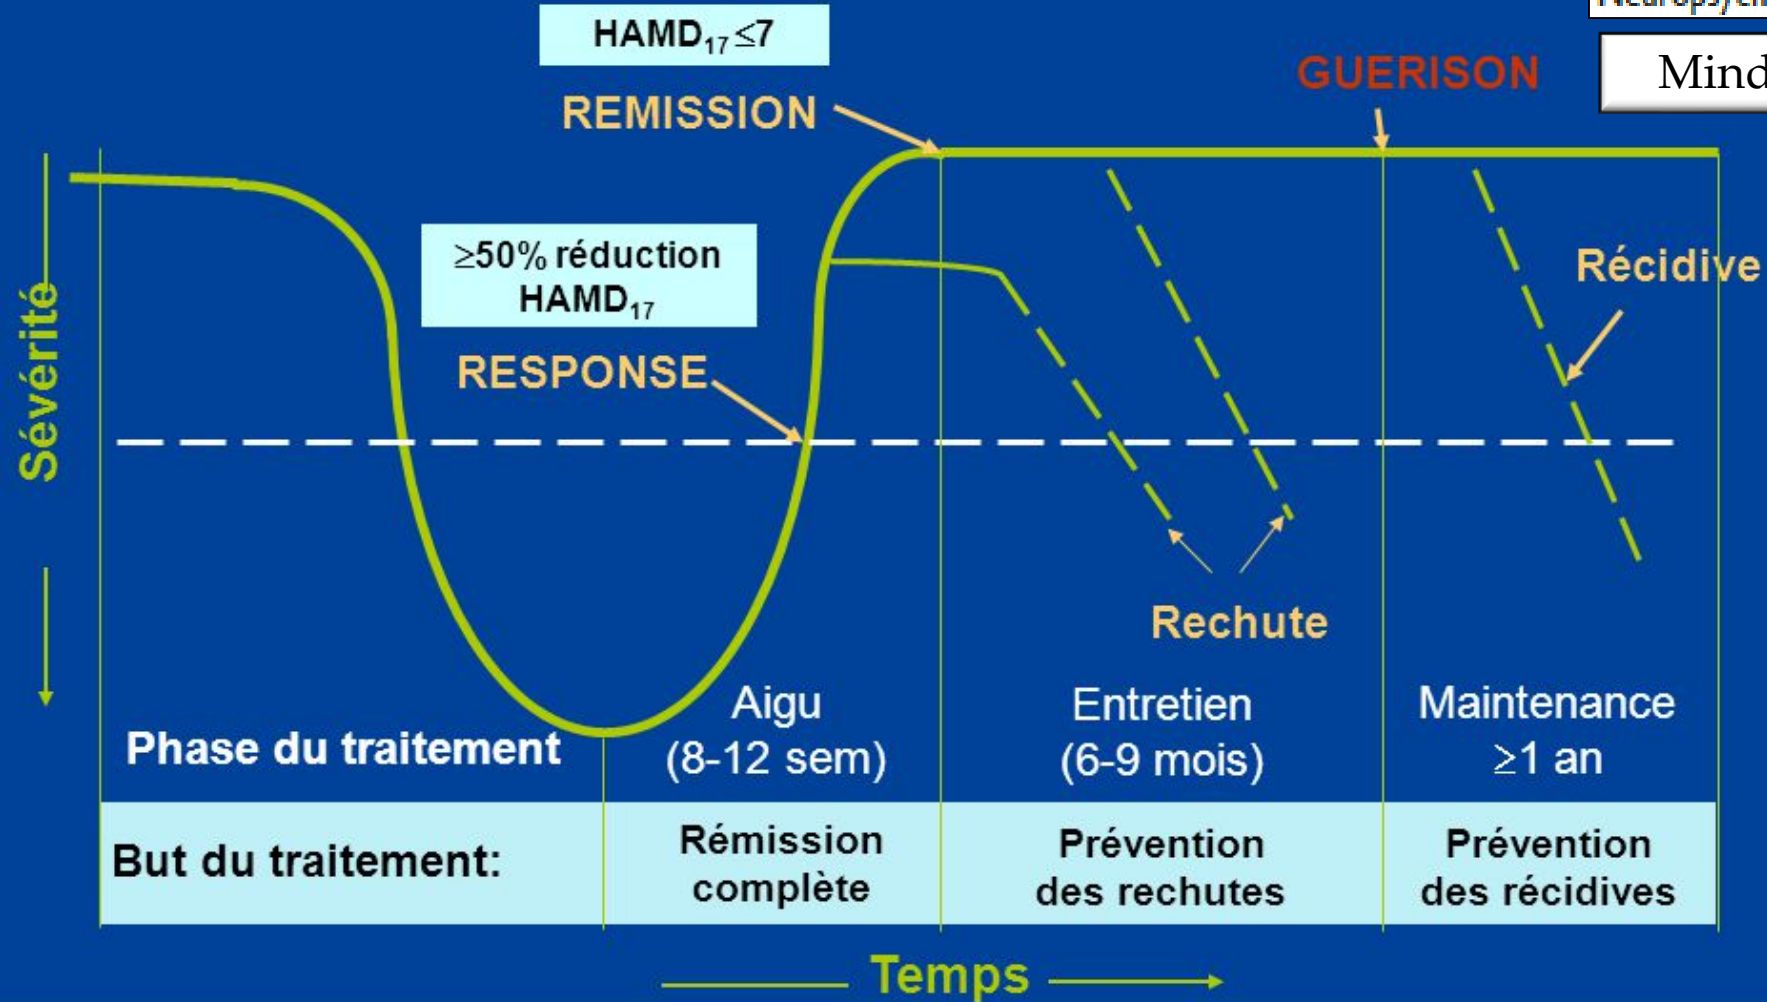 HAMD₁₇ ≤7
REMISSION
GUERISON
Mind
≥50% réduction
HAMD₁₇
RESPONSE
Récidive
Sévérité
Rechute
Phase du traitement
Aigu
(8-12 sem)
Entretien
(6-9 mois)
Maintenance
≥1 an
But du traitement:
Rémission
complète
Prévention
des rechutes
Prévention
des récidives
Temps